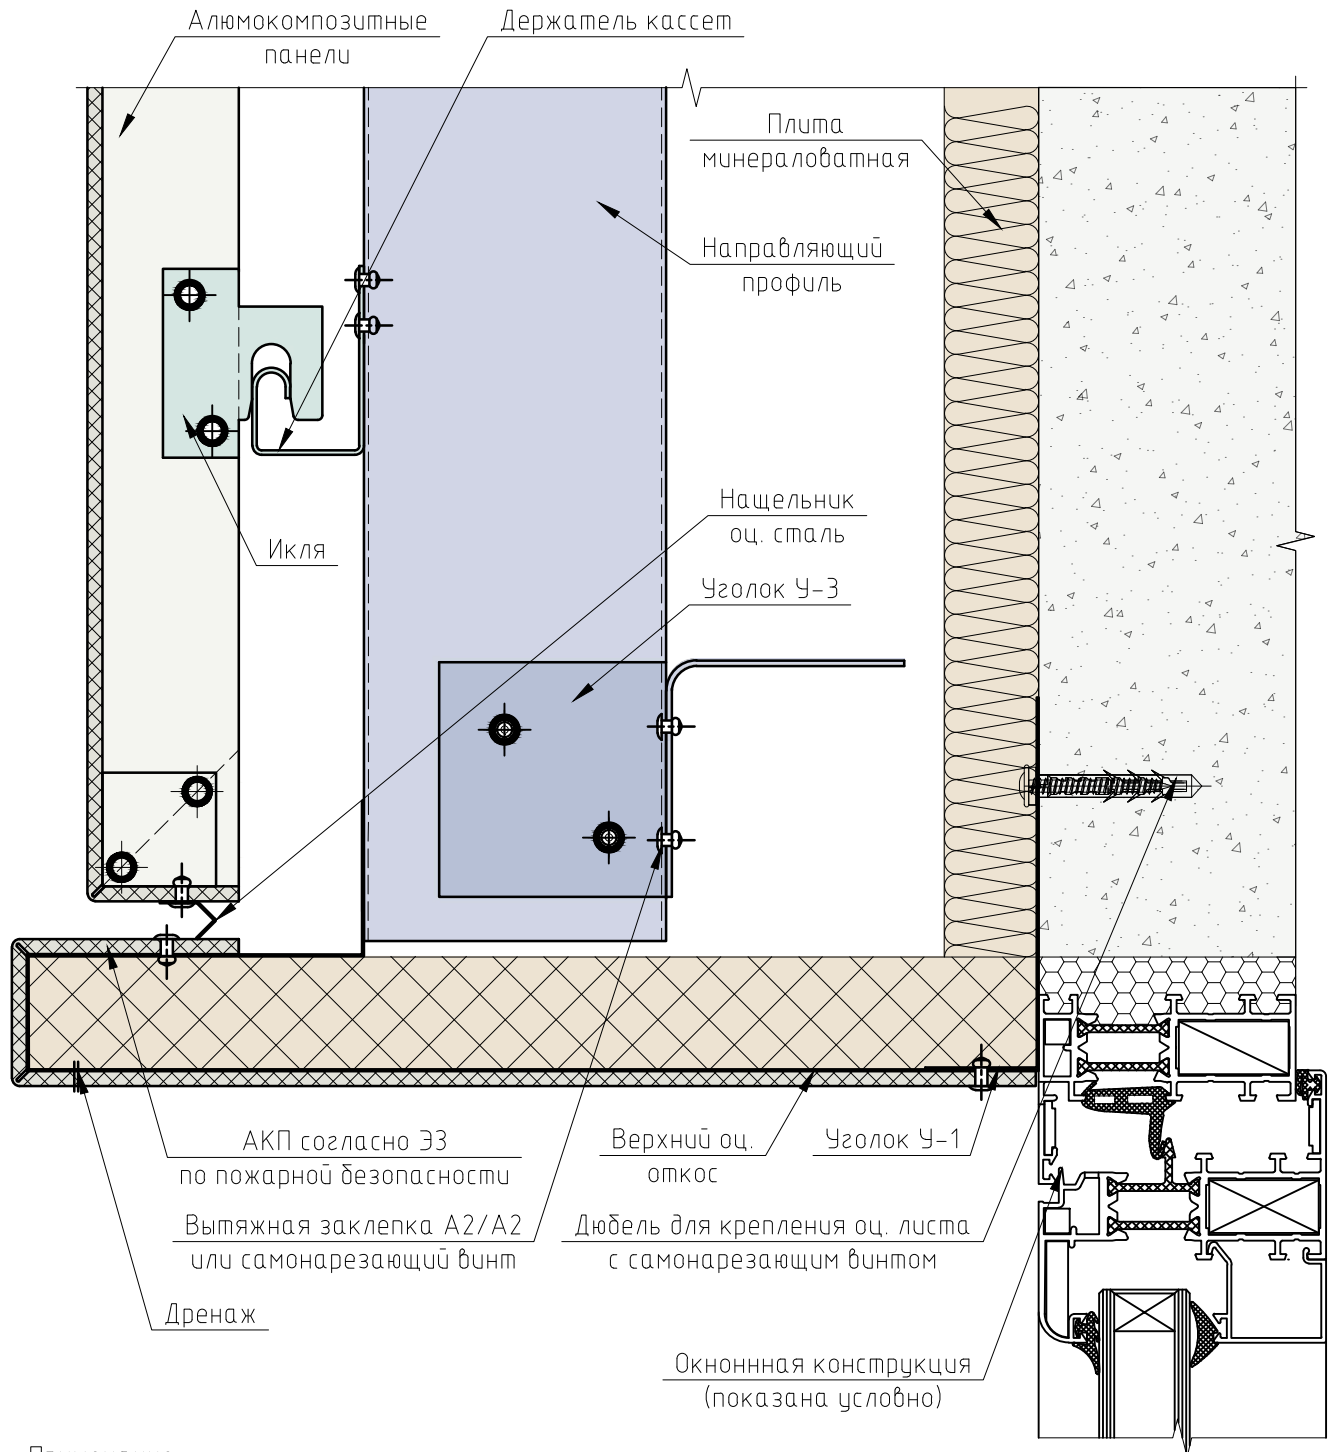 Алюмокомпозитные
панели
Держатель кассет
Плита
минераловатная
Направляющий
профиль
Нащельник
оц. сталь
Икля
Уголок У-3
АКП согласно ЭЗ
по пожарной безопасности
Верхний оц.
откос
Уголок У-1
Вытяжная заклепка А2/А2
или самонарезающий винт
Дюбель для крепления оц. листа
с самонарезающим винтом
Дренаж
Окноннная конструкция
(показана условно)